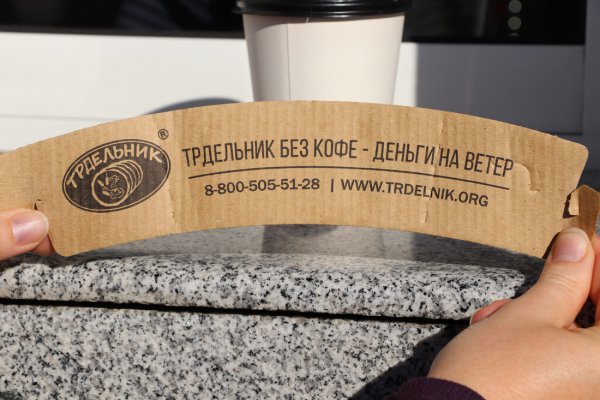 ТРДЕЛЬНИК ®
ТРДЕЛЬНИК БЕЗ КОФЕ - ДЕНЬГИ НА ВЕТЕР
8-800-505-51-28 | WWW.TRDELNIK.ORG